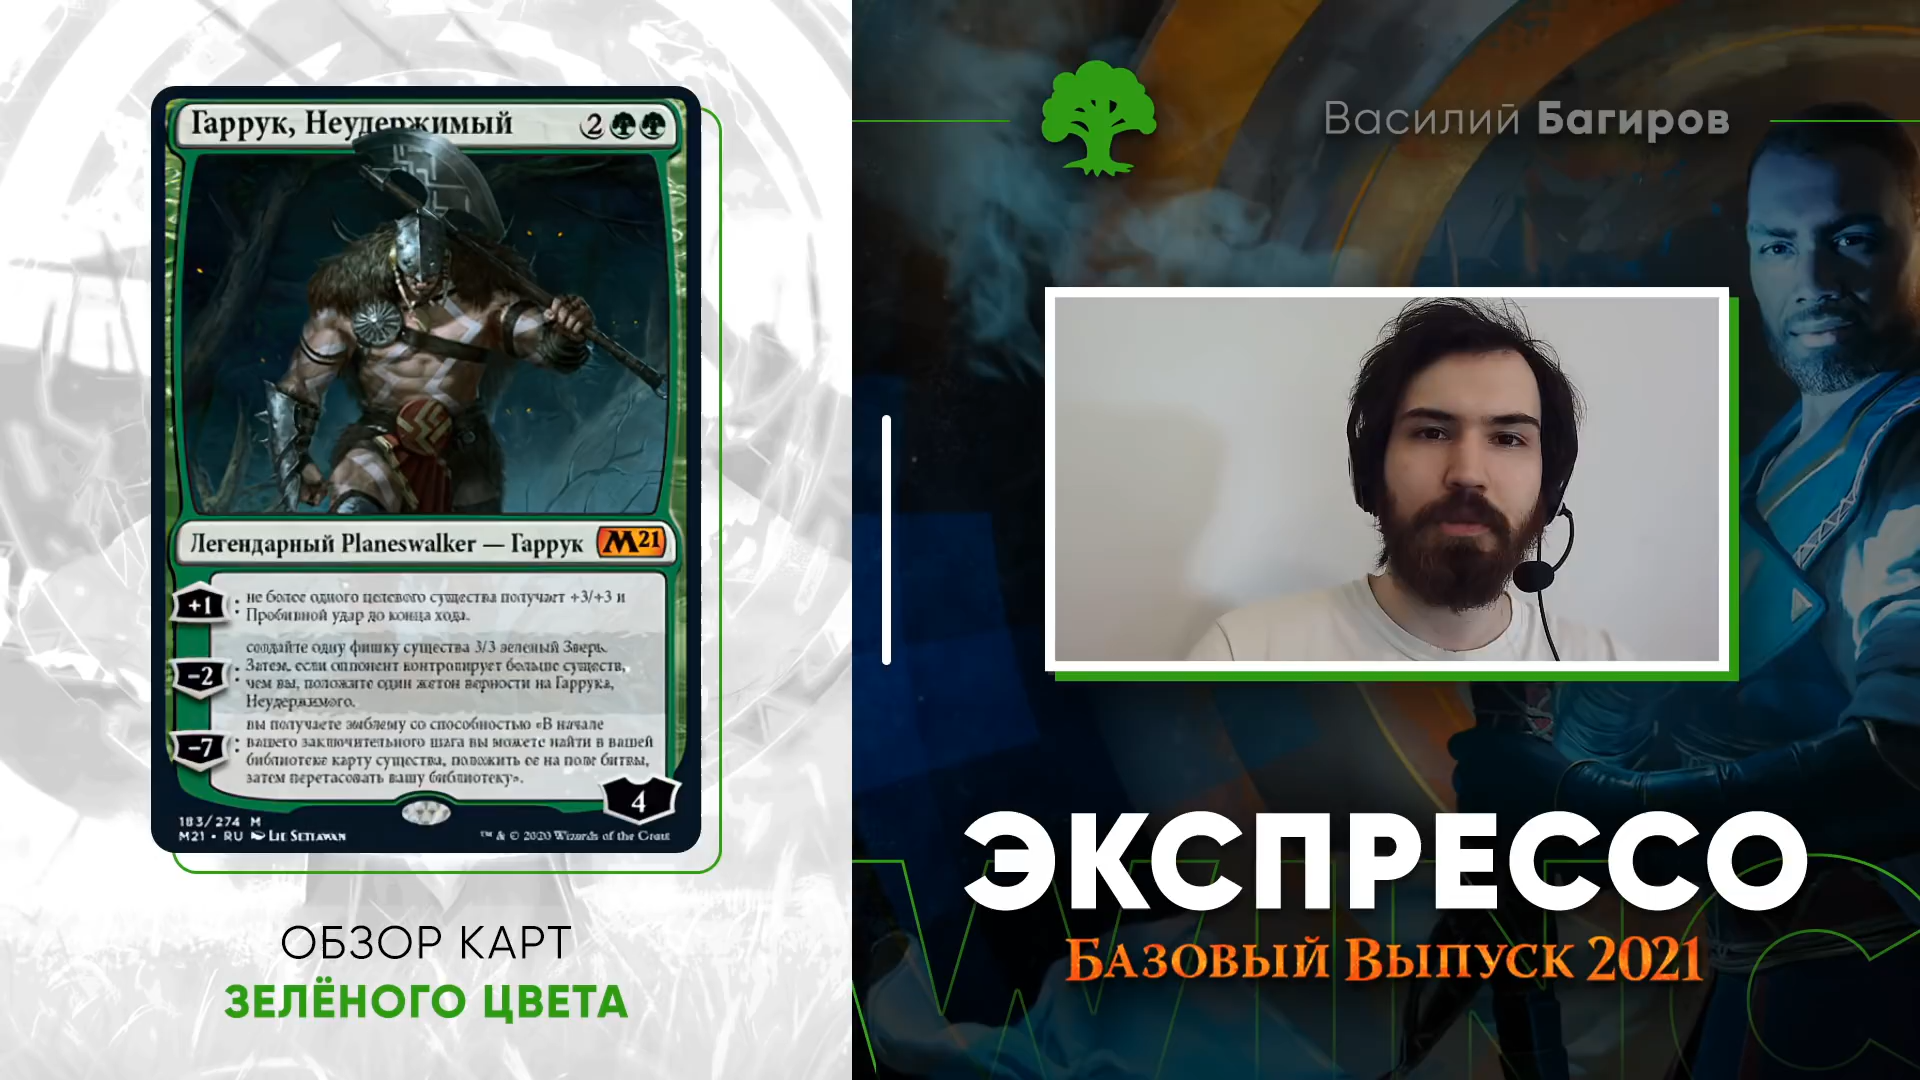 Гаррук, Неудержимый 2
Легендарный Planeswalker — Гаррук M21
+1 : не более одного целевого существа получает +3/+3 и
Пробивной удар до конца хода.
создайте одну фишку существа 3/3 зеленый Зверь.
-2 : Затем, если оппонент контролирует больше существ,
чем вы, положите один жетон верности на Гаррука,
Неудержимого.
вы получаете эмблему со способностью «В начале
-7 : вашего заключительного шага вы можете найти в вашей
библиотеке карту существа, положить ее на поле битвы,
затем перетасовать вашу библиотеку».
4
183/274 M
M21 • RU Lie Setiawan
™ & © 2020 Wizards of the Coast
ОБЗОР КАРТ
ЗЕЛЁНОГО ЦВЕТА
Василий Багиров
ЭКСПРЕССО
Базовый Выпуск 2021